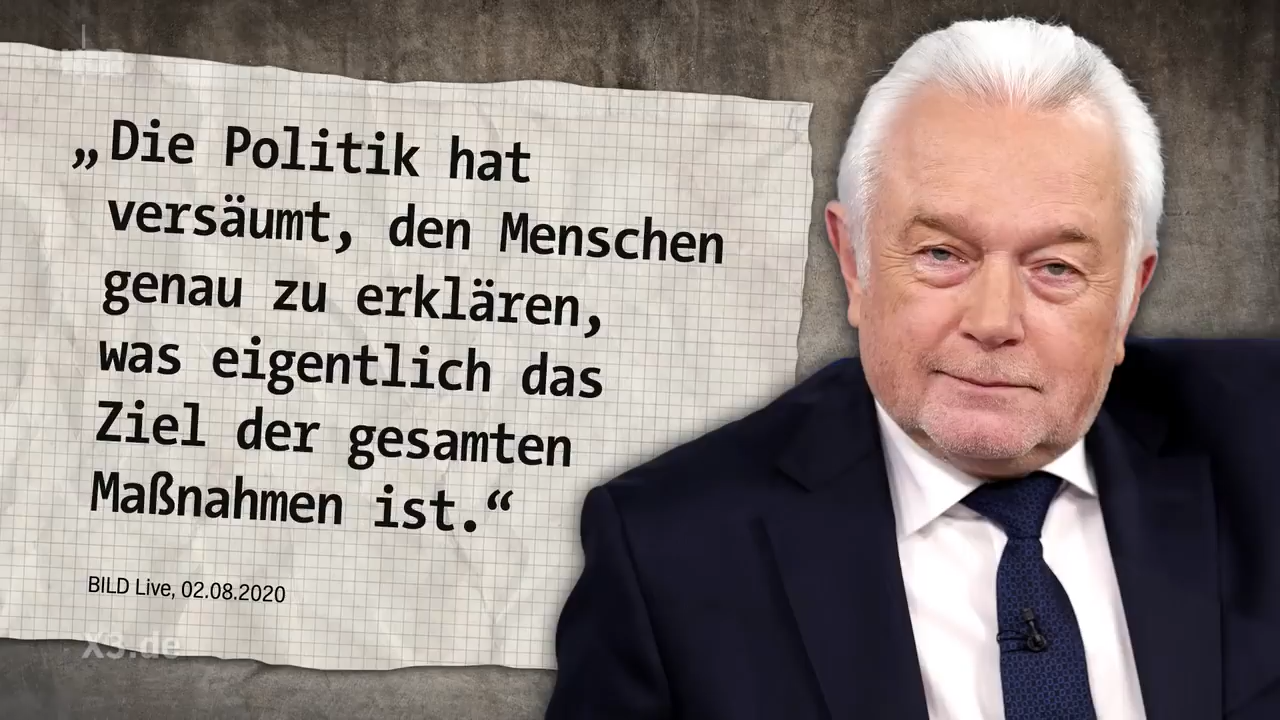 „Die Politik hat
versäumt, den Menschen
genau zu erklären,
was eigentlich das
Ziel der gesamten
Maßnahmen ist.“
BILD Live, 02.08.2020
X3.de